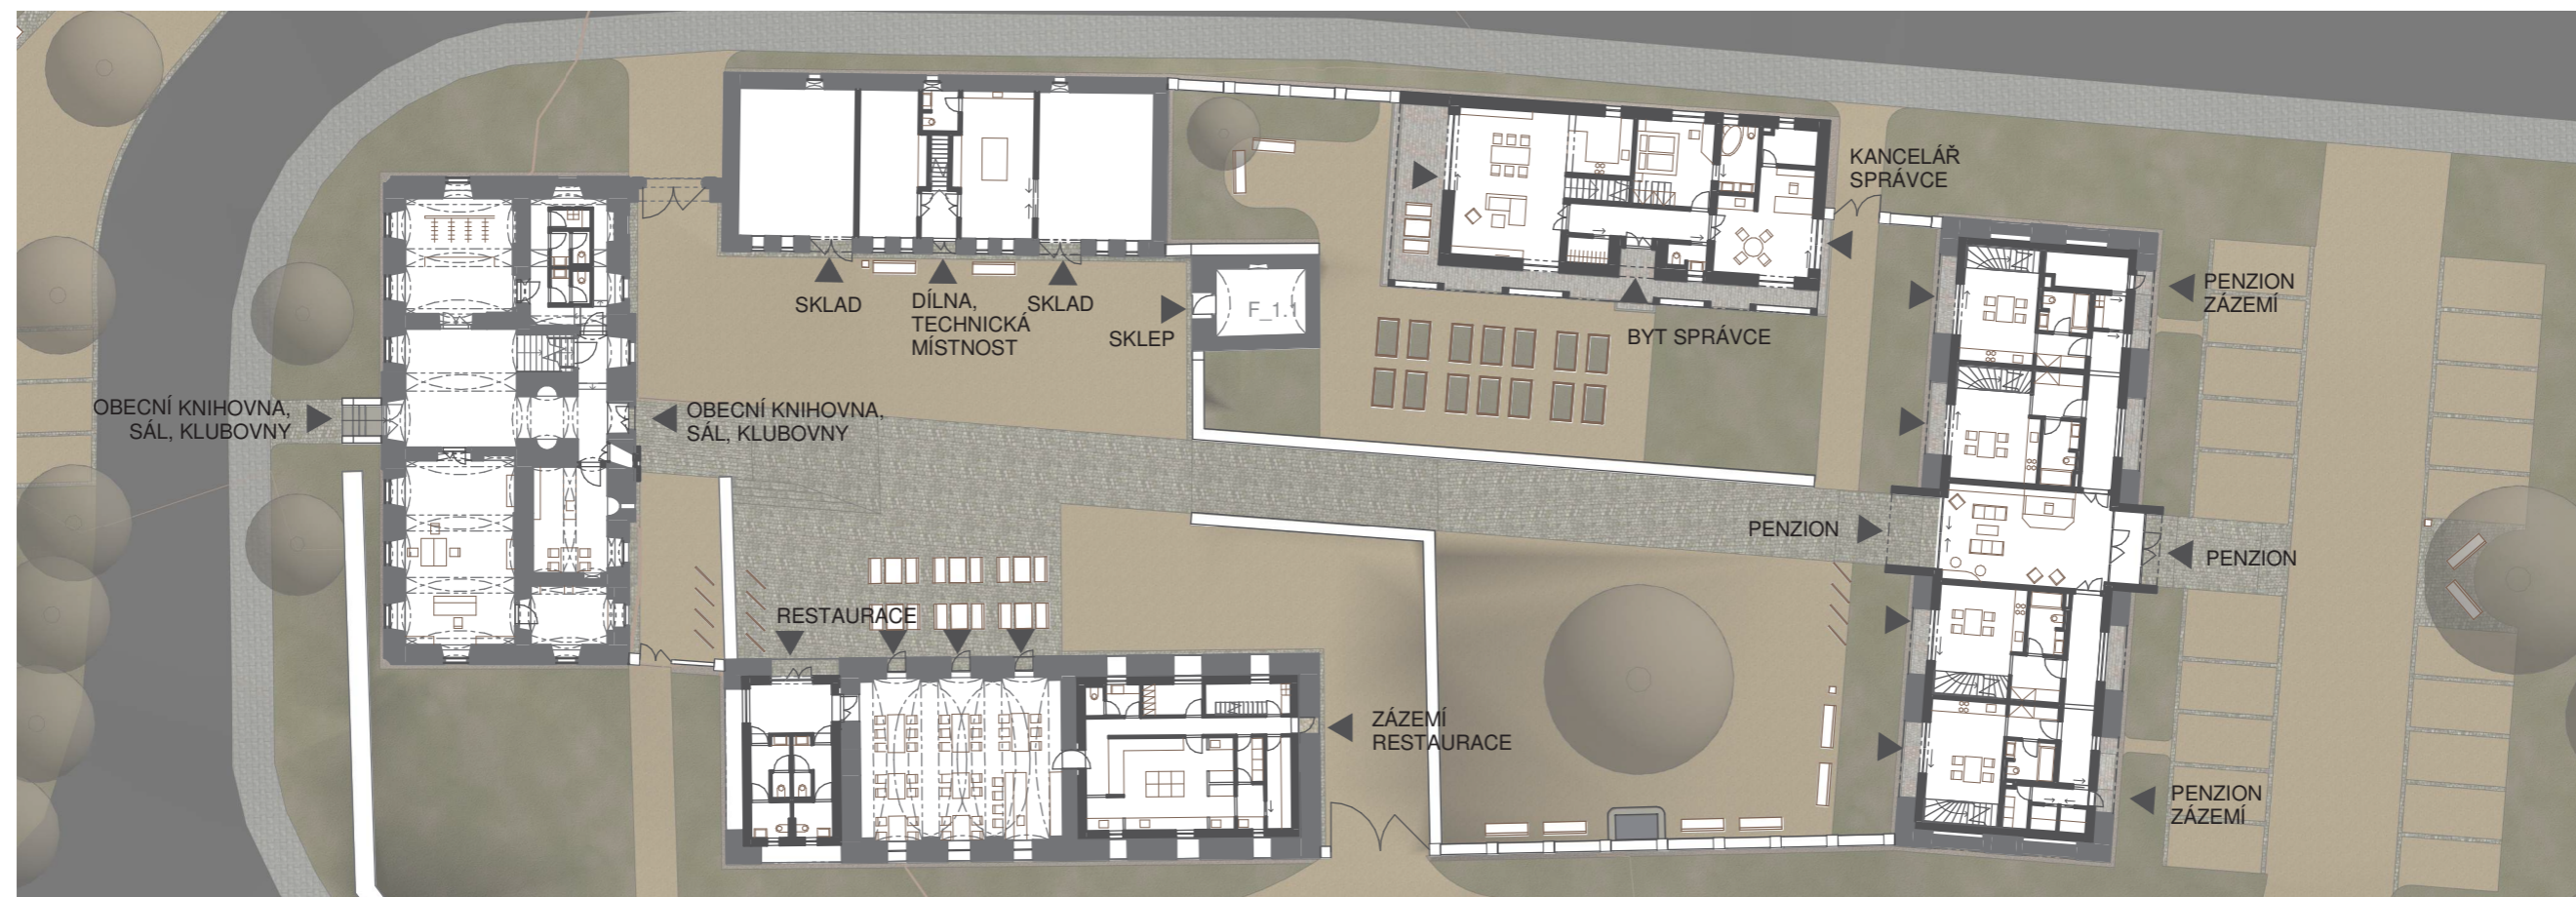 KANCELÁŘ
SPRÁVCE
PENZION
ZÁZEMÍ
SKLAD
DÍLNA,
TECHNICKÁ
MÍSTNOST
SKLAD
SKLEP
F_1.1
BYT SPRÁVCE
OBECNÍ KNIHOVNA,
SÁL, KLUBOVNY
OBECNÍ KNIHOVNA,
SÁL, KLUBOVNY
PENZION
PENZION
RESTAURACE
ZÁZEMÍ
RESTAURACE
PENZION
ZÁZEMÍ